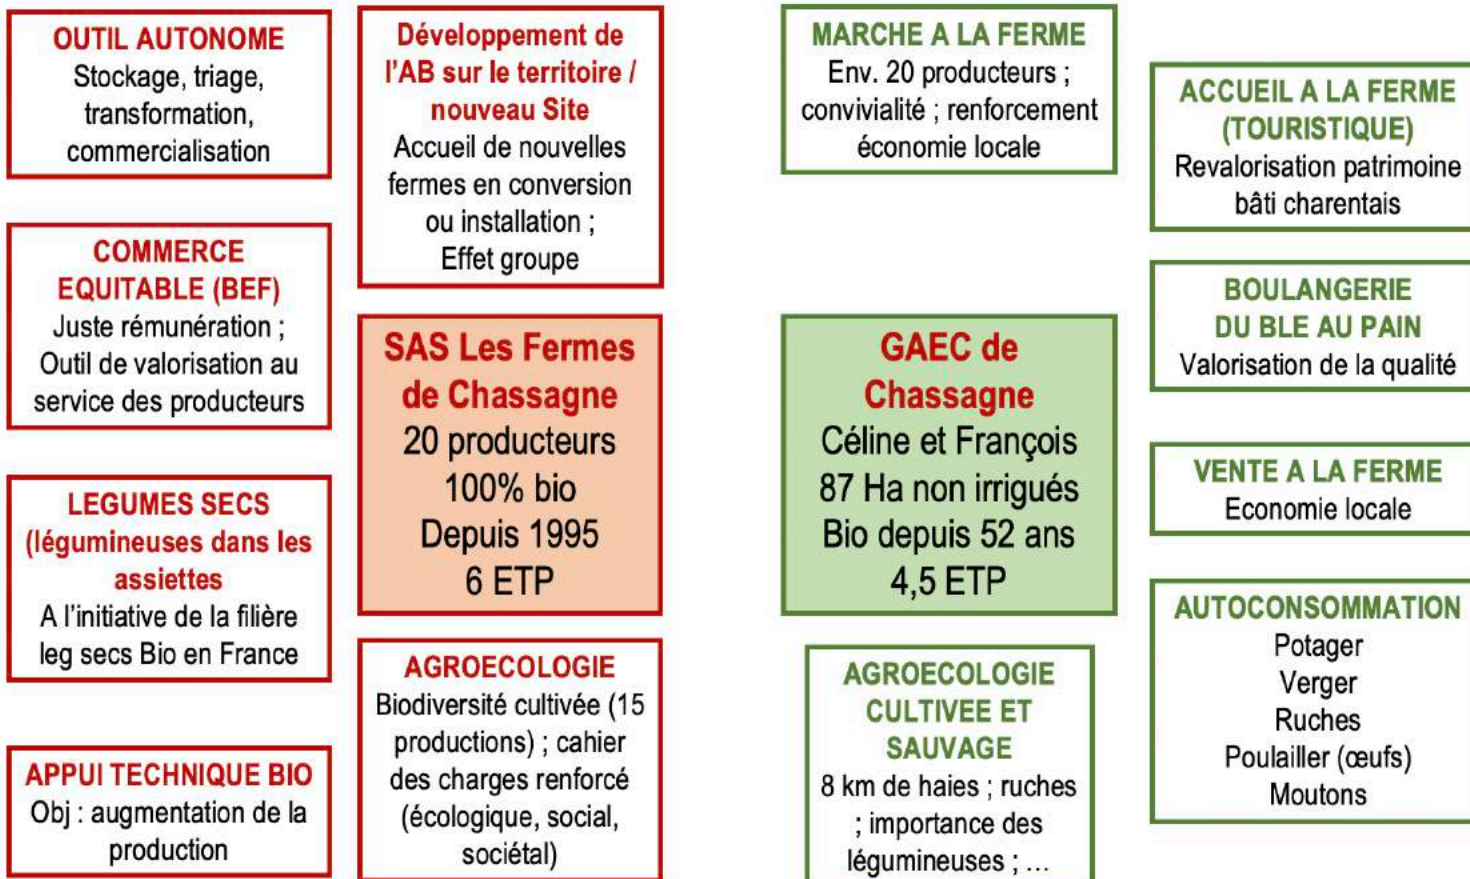 OUTIL AUTONOME
Stockage, triage,
transformation,
commercialisation
COMMERCE
EQUITABLE (BEF)
Juste rémunération ;
Outil de valorisation au
service des producteurs
LEGUMES SECS
(légumineuses dans les
assiettes
A l'initiative de la filière
leg secs Bio en France
APPUI TECHNIQUE BIO
Obj : augmentation de la
production
Développement de
l'AB sur le territoire /
nouveau Site
Accueil de nouvelles
fermes en conversion
ou installation ;
Effet groupe
SAS Les Fermes
de Chassagne
20 producteurs
100% bio
Depuis 1995
6 ETP
AGROECOLOGIE
Biodiversité cultivée (15
productions) ; cahier
des charges renforcé
(écologique, social,
sociétal)
MARCHE A LA FERME
Env. 20 producteurs ;
convivialité ; renforcement
économie locale
GAEC de
Chassagne
Céline et François
87 Ha non irrigués
Bio depuis 52 ans
4,5 ETP
AGROECOLOGIE
CULTIVEE ET
SAUVAGE
8 km de haies ; ruches
; importance des
légumineuses ; …
ACCUEIL A LA FERME
(TOURISTIQUE)
Revalorisation patrimoine
bâti charentais
BOULANGERIE
DU BLE AU PAIN
Valorisation de la qualité
VENTE A LA FERME
Economie locale
AUTOCONSOMMATION
Potager
Verger
Ruches
Poulailler (œufs)
Moutons